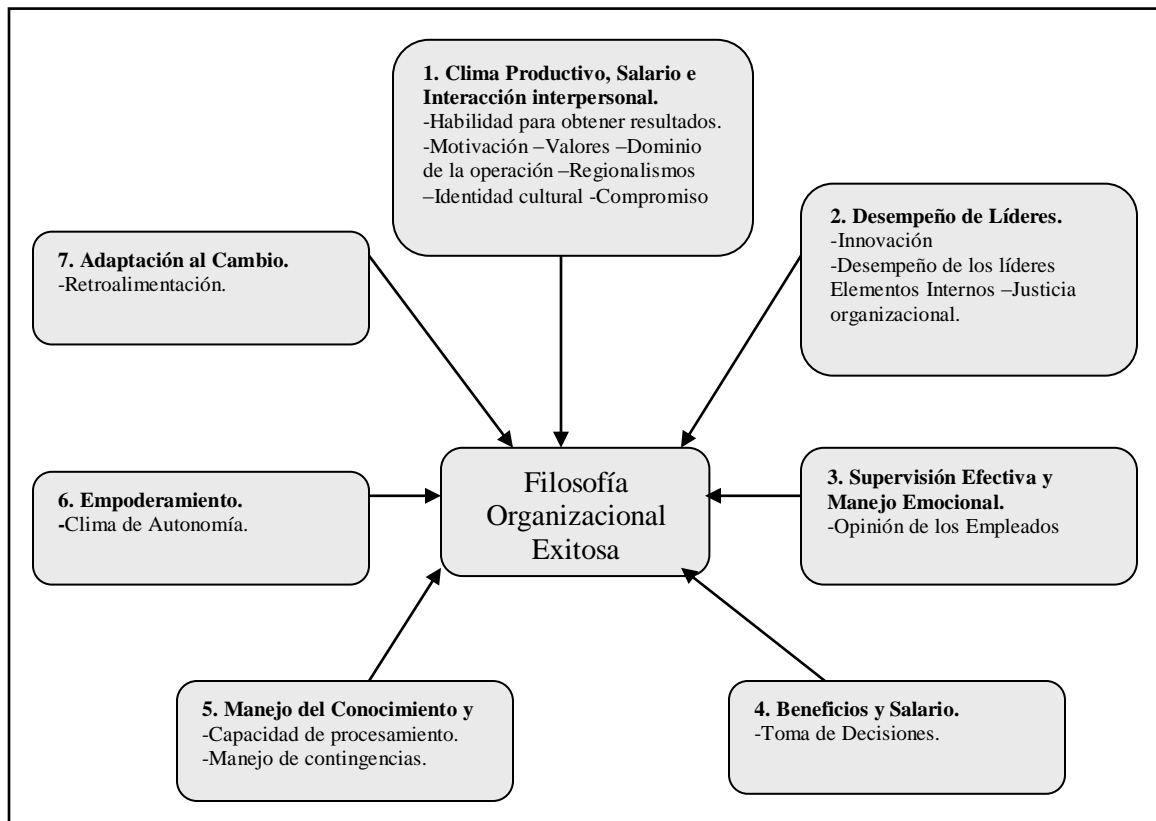 1. Clima Productivo, Salario e
Interacción interpersonal.
-Habilidad para obtener resultados.
-Motivación –Valores –Dominio
de la operación –Regionalismos
–Identidad cultural -Compromiso
2. Desempeño de Líderes.
-Innovación
-Desempeño de los líderes
Elementos Internos –Justicia
organizacional.
7. Adaptación al Cambio.
-Retroalimentación.
Filosofía
Organizacional
Exitosa
3. Supervisión Efectiva y
Manejo Emocional.
-Opinión de los Empleados
6. Empoderamiento.
-Clima de Autonomía.
5. Manejo del Conocimiento y
-Capacidad de procesamiento.
-Manejo de contingencias.
4. Beneficios y Salario.
-Toma de Decisiones.